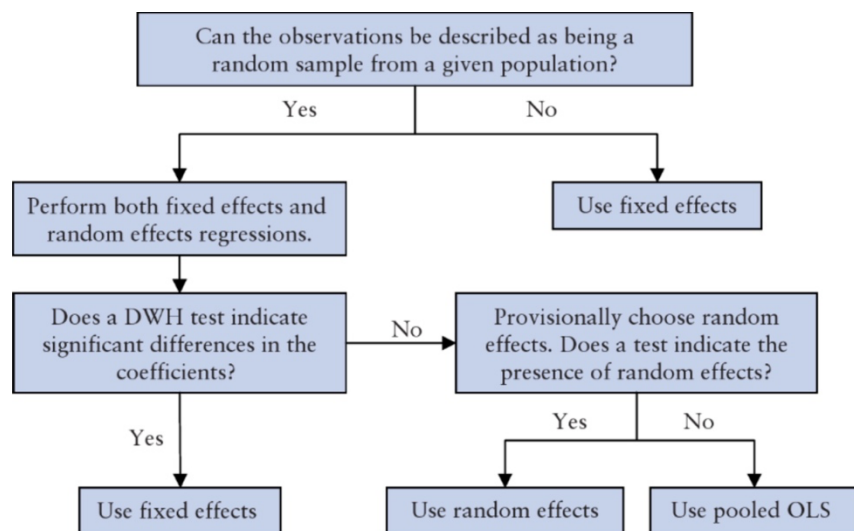 Can the observations be described as being a
random sample from a given population?
Yes
No
Perform both fixed effects and
random effects regressions.
Use fixed effects
Does a DWH test indicate
significant differences in the
coefficients?
No
Provisionally choose random
effects. Does a test indicate the
presence of random effects?
Yes
Yes
No
Use fixed effects
Use random effects
Use pooled OLS